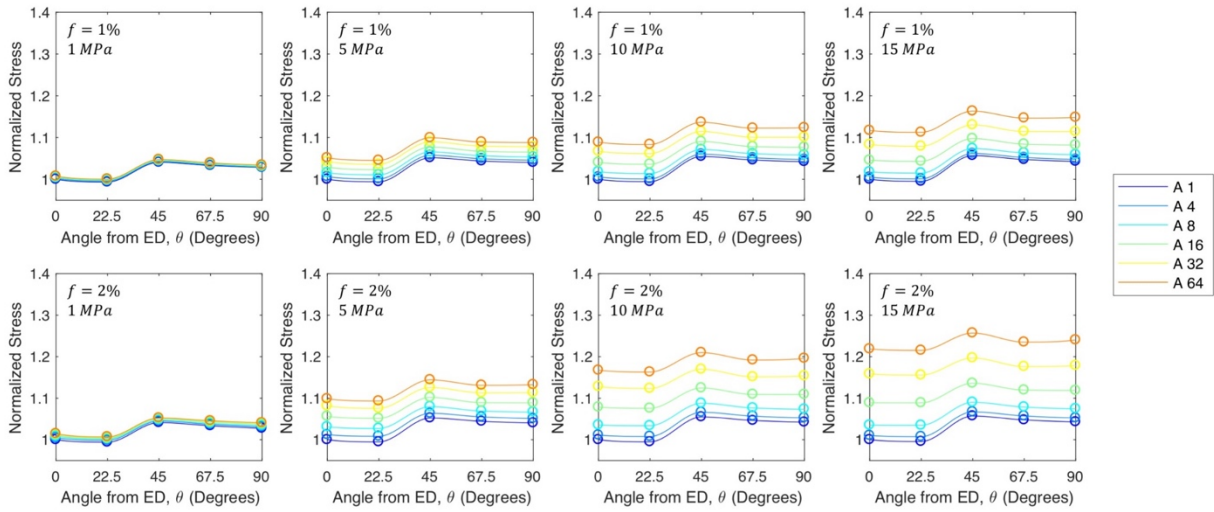 f = 1%
1 MPa
1.4
1.3
1.2
1.1
1
Normalized Stress
0 22.5 45 67.5 90
Angle from ED, θ (Degrees)
f = 1%
5 MPa
1.4
1.3
1.2
1.1
1
Normalized Stress
0 22.5 45 67.5 90
Angle from ED, θ (Degrees)
f = 1%
10 MPa
1.4
1.3
1.2
1.1
1
Normalized Stress
0 22.5 45 67.5 90
Angle from ED, θ (Degrees)
f = 1%
15 MPa
1.4
1.3
1.2
1.1
1
Normalized Stress
0 22.5 45 67.5 90
Angle from ED, θ (Degrees)
A 1
A 4
A 8
A 16
A 32
A 64
f = 2%
1 MPa
1.4
1.3
1.2
1.1
1
Normalized Stress
0 22.5 45 67.5 90
Angle from ED, θ (Degrees)
f = 2%
5 MPa
1.4
1.3
1.2
1.1
1
Normalized Stress
0 22.5 45 67.5 90
Angle from ED, θ (Degrees)
f = 2%
10 MPa
1.4
1.3
1.2
1.1
1
Normalized Stress
0 22.5 45 67.5 90
Angle from ED, θ (Degrees)
f = 2%
15 MPa
1.4
1.3
1.2
1.1
1
Normalized Stress
0 22.5 45 67.5 90
Angle from ED, θ (Degrees)